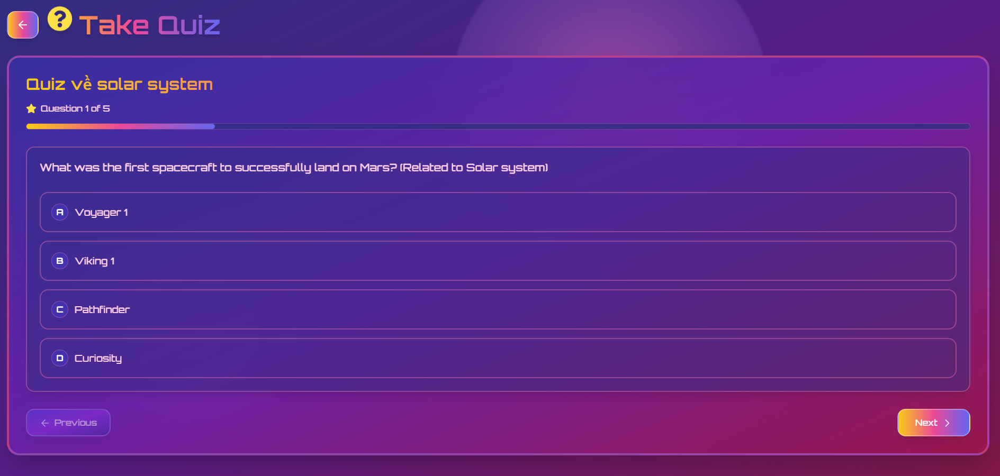 Take Quiz
Quiz về solar system
Question 1 of 5
What was the first spacecraft to successfully land on Mars? (Related to Solar system)
A Voyager 1
B Viking 1
C Pathfinder
D Curiosity
Previous
Next